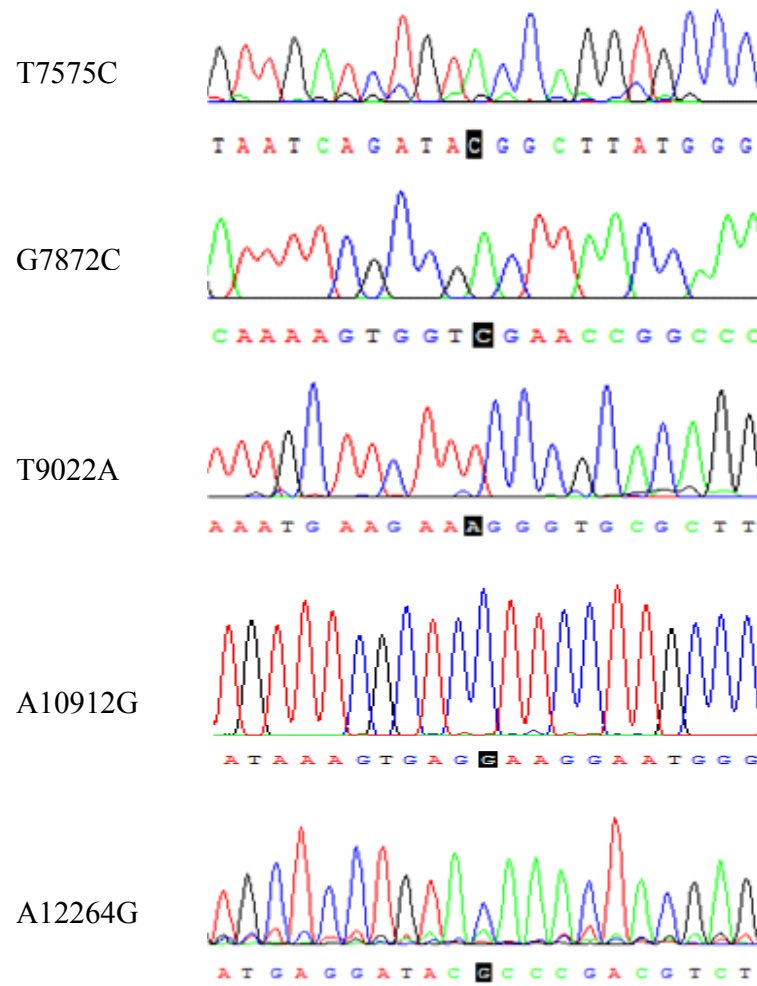 T7575C
T A A T C A G A T A C G G C T T A T G G G
G7872C
C A A A A G T G G T C G A A C C G G C C C
T9022A
A A A T G A A G A A A G G G T G C G C T T
A10912G
A T A A A G T G A G G A A G G A A T G G G
A12264G
A T G A G G A T A C G C C C G A C G T C T